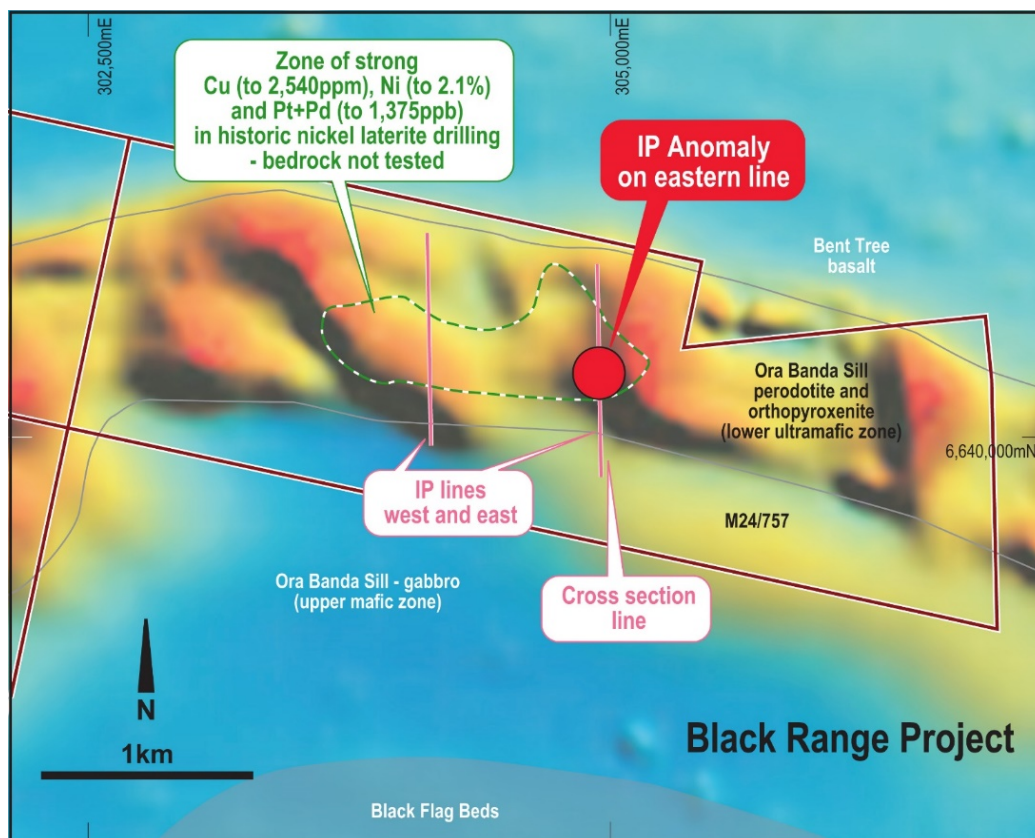 302,500mE
305,000mE
Zone of strong
Cu (to 2,540ppm), Ni (to 2.1%)
and Pt+Pd (to 1,375ppb)
in historic nickel laterite drilling
- bedrock not tested
IP Anomaly
on eastern line
Bent Tree
basalt
Ora Banda Sill
perodotite and
orthopyroxenite
(lower ultramafic zone)
6,640,000mN
IP lines
west and east
M24/757
Ora Banda Sill - gabbro
(upper mafic zone)
Cross section
line
N
1km
Black Range Project
Black Flag Beds